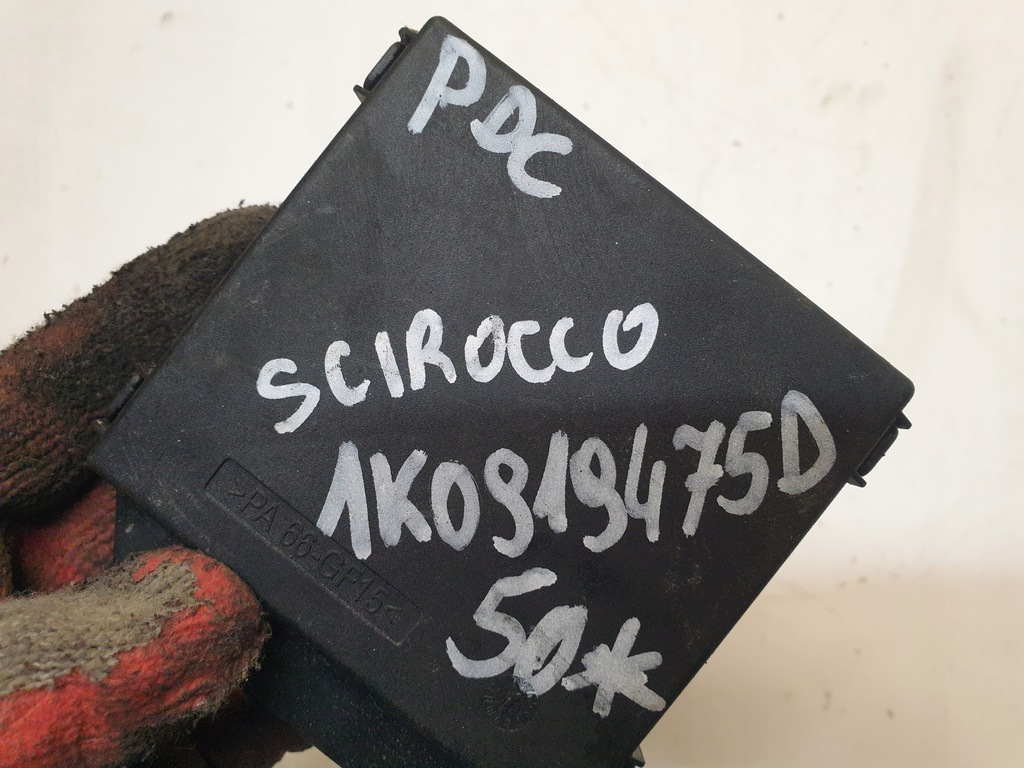 PDC
SCIROCCO
1K0919475D
>PA 66-GF15<
50*